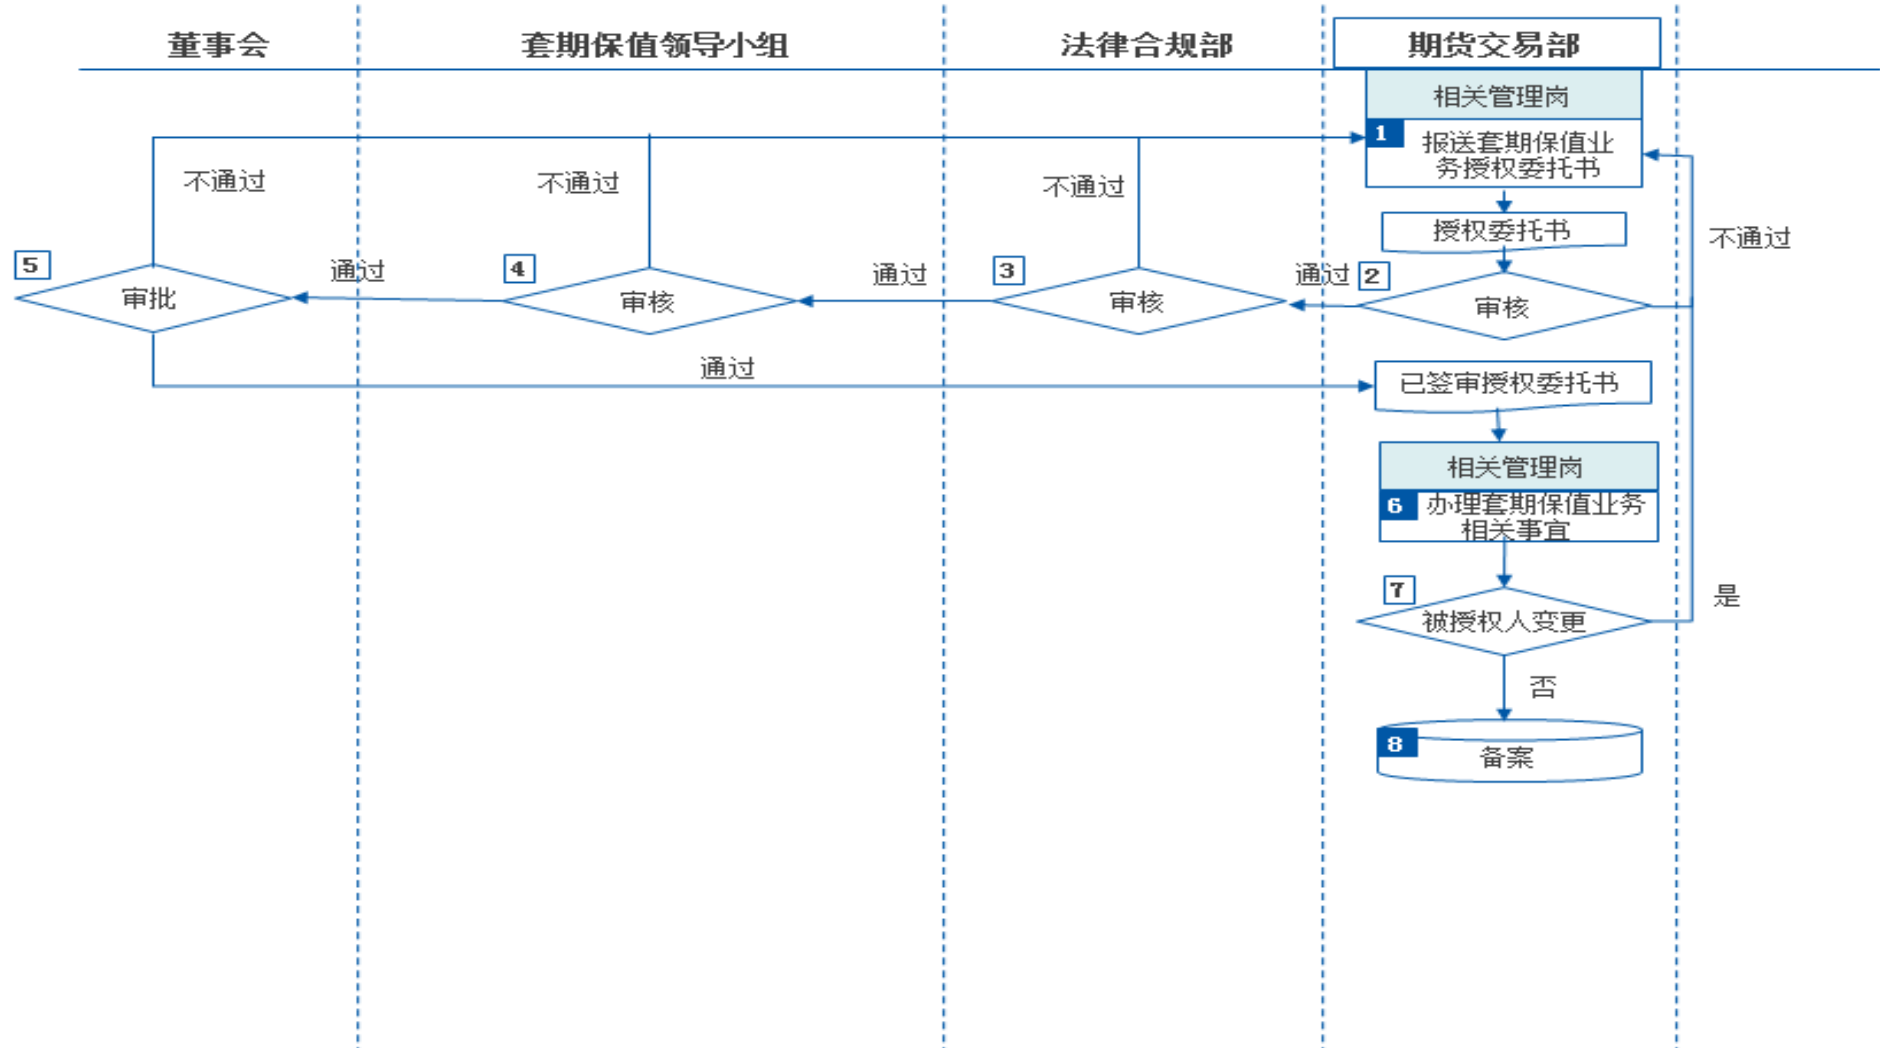 董事会
套期保值领导小组
法律合规部
期货交易部
相关管理岗
1
报送套期保值业
务授权委托书
不通过
不通过
不通过
授权委托书
不通过
5
通过
4
通过
3
通过
2
审批
审核
审核
审核
通过
已签审授权委托书
相关管理岗
6
办理套期保值业务
相关事宜
7
是
被授权人变更
否
8
备案